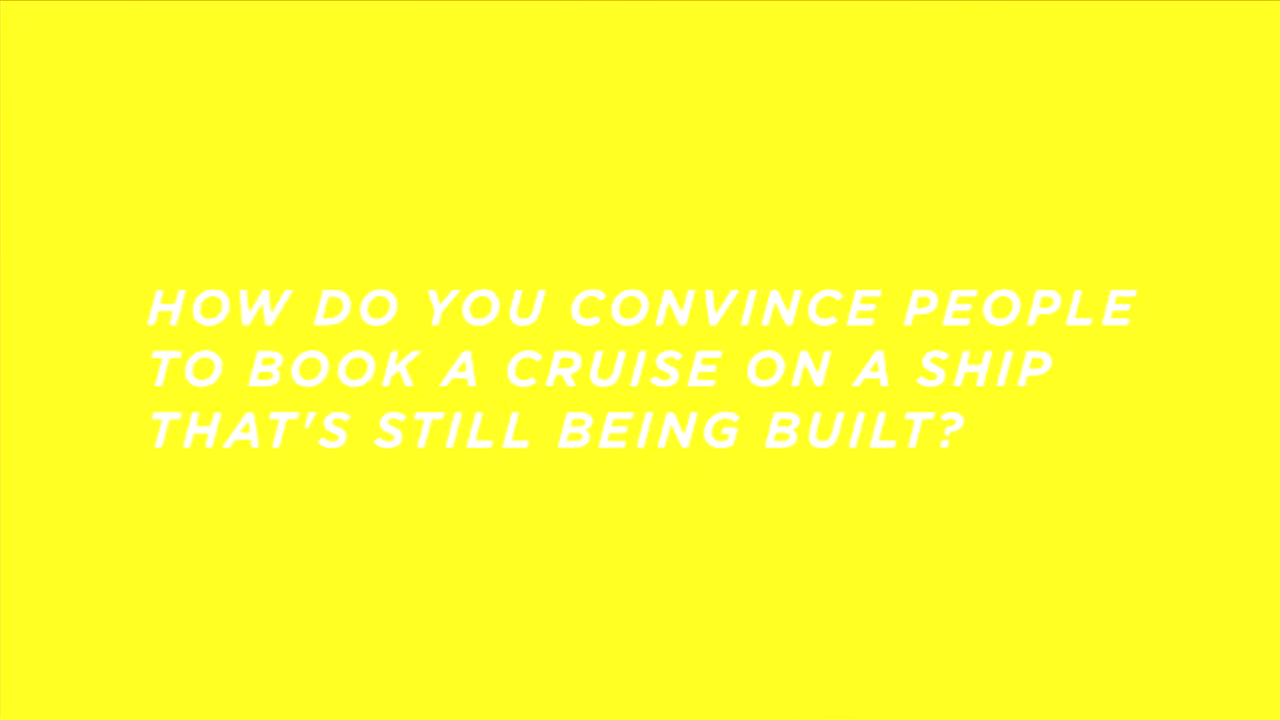 HOW DO YOU CONVINCE PEOPLE
TO BOOK A CRUISE ON A SHIP
THAT'S STILL BEING BUILT?